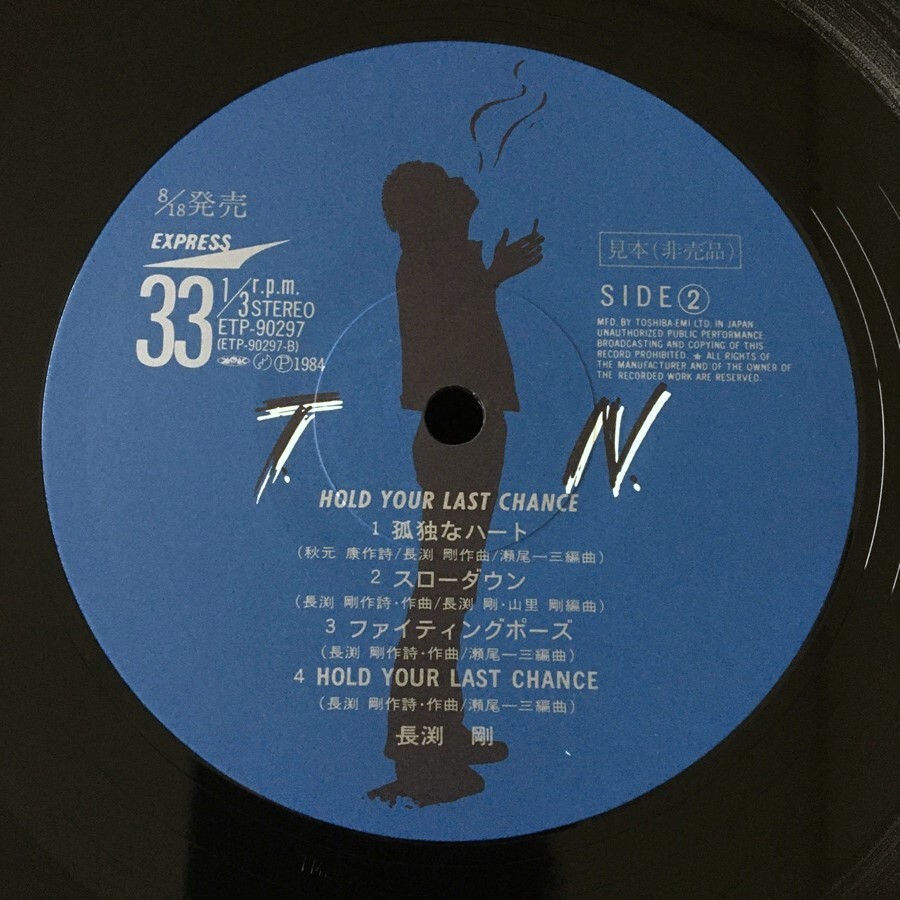 8/18発売
EXPRESS
33 1/3 r.p.m.
STEREO
ETP-90297
(ETP-90297-B)
Ⓟ1984
見本(非売品)
SIDE②
MFD. BY TOSHIBA-EMI LTD. IN JAPAN.
UNAUTHORIZED PUBLIC PERFORMANCE
BROADCASTING AND COPYING OF THIS
RECORD PROHIBITED. ★ ALL RIGHTS OF
THE MANUFACTURER AND OF THE OWNER OF
THE RECORDED WORK ARE RESERVED.
T. N.
HOLD YOUR LAST CHANCE
1 孤独なハート
(秋元 康作詩/長渕 剛作曲/瀬尾一三編曲)
2 スローダウン
(長渕 剛作詩・作曲/長渕 剛・山里 剛編曲)
3 ファイティングポーズ
(長渕 剛作詩・作曲/瀬尾一三編曲)
4 HOLD YOUR LAST CHANCE
(長渕 剛作詩・作曲/瀬尾一三編曲)
長渕 剛